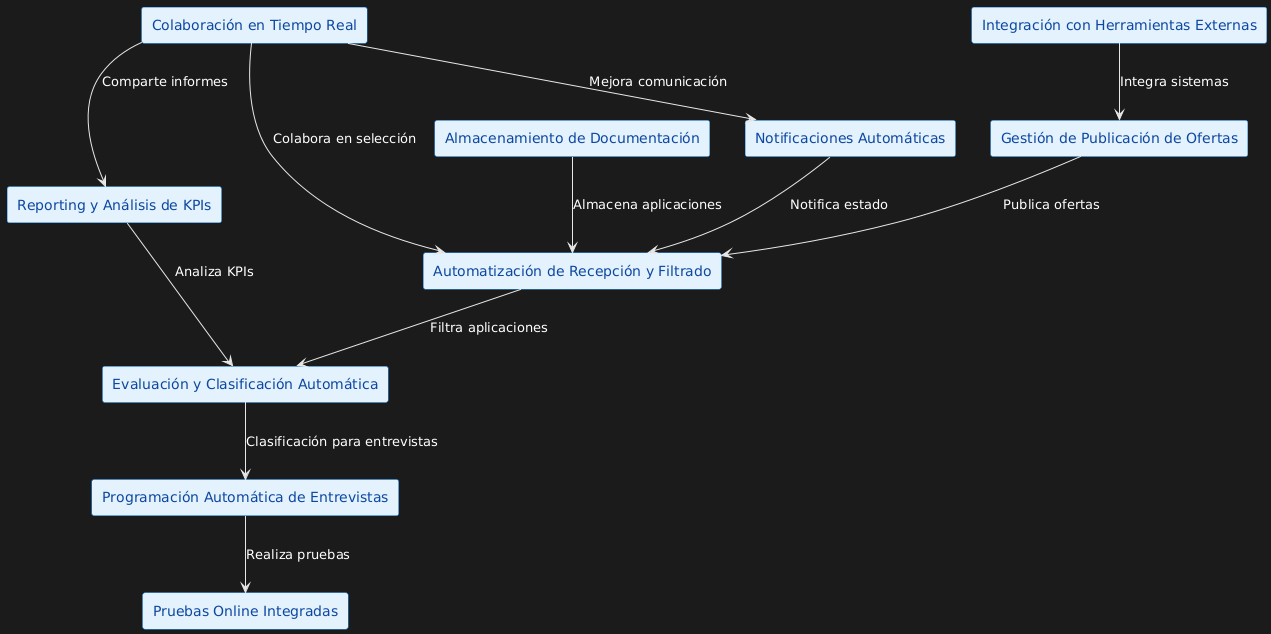 Colaboración en Tiempo Real
Integración con Herramientas Externas
Comparte informes
Mejora comunicación
Integra sistemas
Colabora en selección
Almacenamiento de Documentación
Notificaciones Automáticas
Gestión de Publicación de Ofertas
Reporting y Análisis de KPIs
Almacena aplicaciones
Notifica estado
Publica ofertas
Analiza KPIs
Automatización de Recepción y Filtrado
Filtra aplicaciones
Evaluación y Clasificación Automática
Clasificación para entrevistas
Programación Automática de Entrevistas
Realiza pruebas
Pruebas Online Integradas